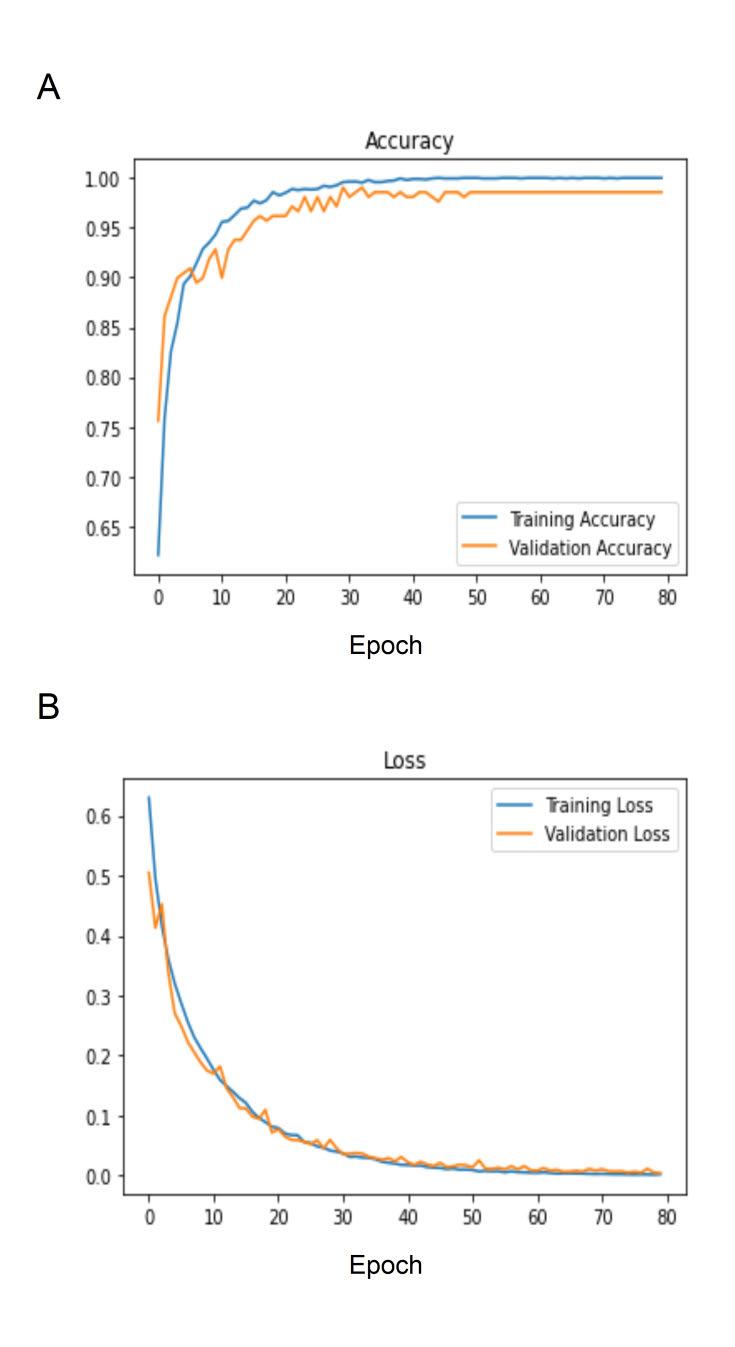 A
Accuracy
1.00
0.95
0.90
0.85
0.80
0.75
0.70
0.65
Training Accuracy
Validation Accuracy
0 10 20 30 40 50 60 70 80
Epoch
B
Loss
0.6
0.5
0.4
0.3
0.2
0.1
0.0
Training Loss
Validation Loss
0 10 20 30 40 50 60 70 80
Epoch